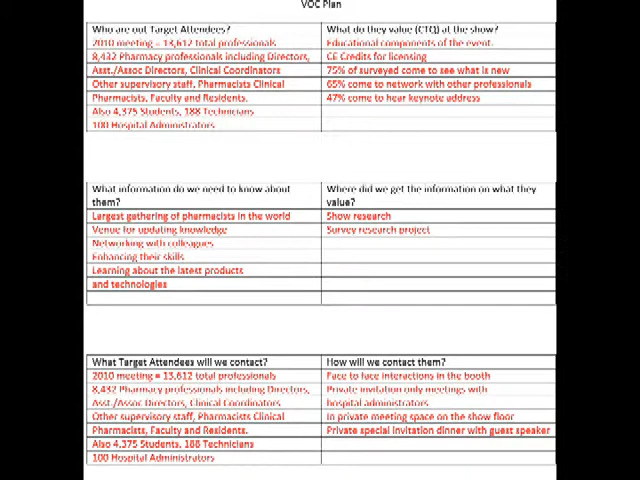 VOC Plan
Who are out Target Attendees?
2010 meeting = 13,612 total professionals
8,432 Pharmacy professionals including Directors,
Asst./Assoc Directors, Clinical Coordinators
Other supervisory staff, Pharmacists Clinical
Pharmacists, Faculty and Residents.
Also 4,375 Students, 188 Technicians
100 Hospital Administrators
What do they value (CTQ) at the show?
Educational components of the event.
CE Credits for licensing
75% of surveyed come to see what is new
65% come to network with other professionals
47% come to hear keynote address
What information do we need to know about
them?
Largest gathering of pharmacists in the world
Venue for updating knowledge
Networking with colleagues
Enhancing their skills
Learning about the latest products
and technologies
Where did we get the information on what they
value?
Show research
Survey research project
What Target Attendees will we contact?
2010 meeting = 13,612 total professionals
8,432 Pharmacy professionals including Directors,
Asst./Assoc Directors, Clinical Coordinators
Other supervisory staff, Pharmacists Clinical
Pharmacists, Faculty and Residents.
Also 4,375 Students, 188 Technicians
100 Hospital Administrators
How will we contact them?
Face to face interactions in the booth
Private invitation only meetings with
hospital administrators
In private meeting space on the show floor
Private special invitation dinner with guest speaker